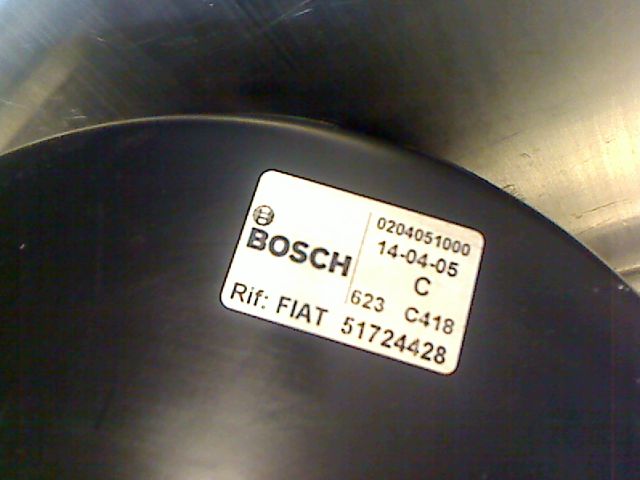 BOSCH
0204051000
14-04-05
C
623 C418
Rif: FIAT 51724428